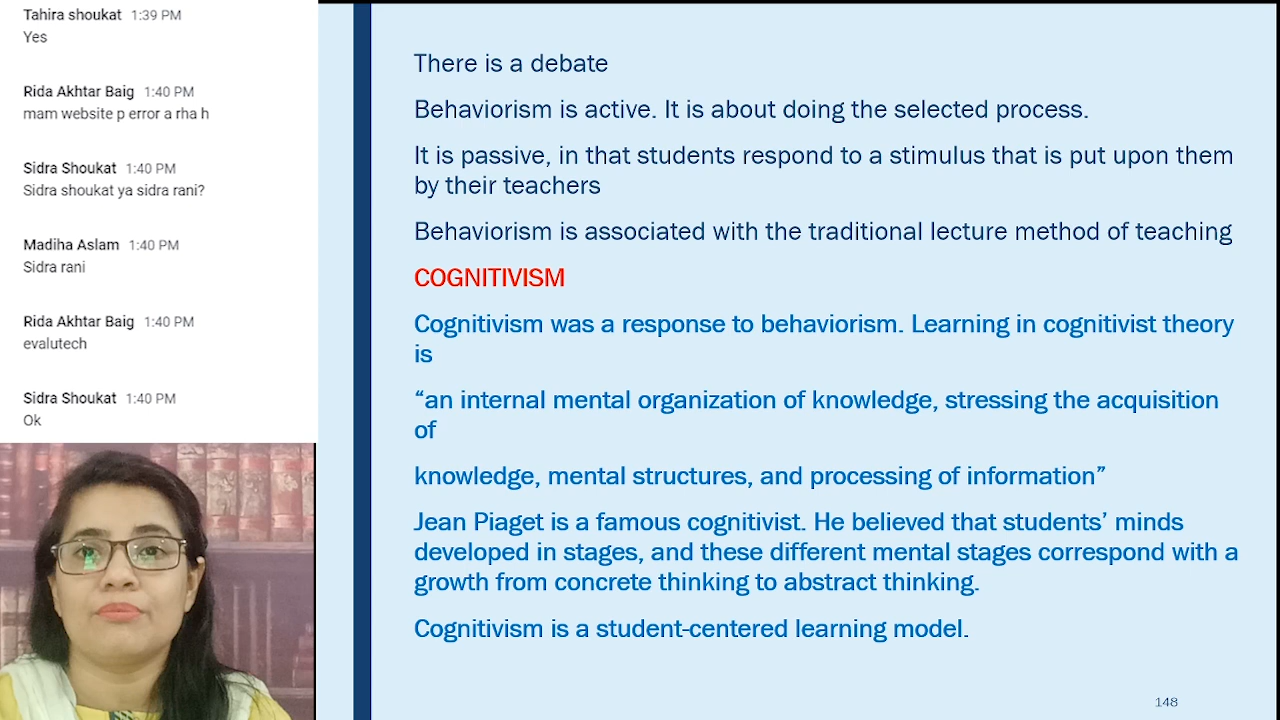 Tahira shoukat 1:39 PM
Yes
Rida Akhtar Baig 1:40 PM
mam website p error a rha h
Sidra Shoukat 1:40 PM
Sidra shoukat ya sidra rani?
Madiha Aslam 1:40 PM
Sidra rani
Rida Akhtar Baig 1:40 PM
evalutech
Sidra Shoukat 1:40 PM
Ok
There is a debate
Behaviorism is active. It is about doing the selected process.
It is passive, in that students respond to a stimulus that is put upon them
by their teachers
Behaviorism is associated with the traditional lecture method of teaching
COGNITIVISM
Cognitivism was a response to behaviorism. Learning in cognitivist theory
is
“an internal mental organization of knowledge, stressing the acquisition
of
knowledge, mental structures, and processing of information”
Jean Piaget is a famous cognitivist. He believed that students’ minds
developed in stages, and these different mental stages correspond with a
growth from concrete thinking to abstract thinking.
Cognitivism is a student-centered learning model.
148